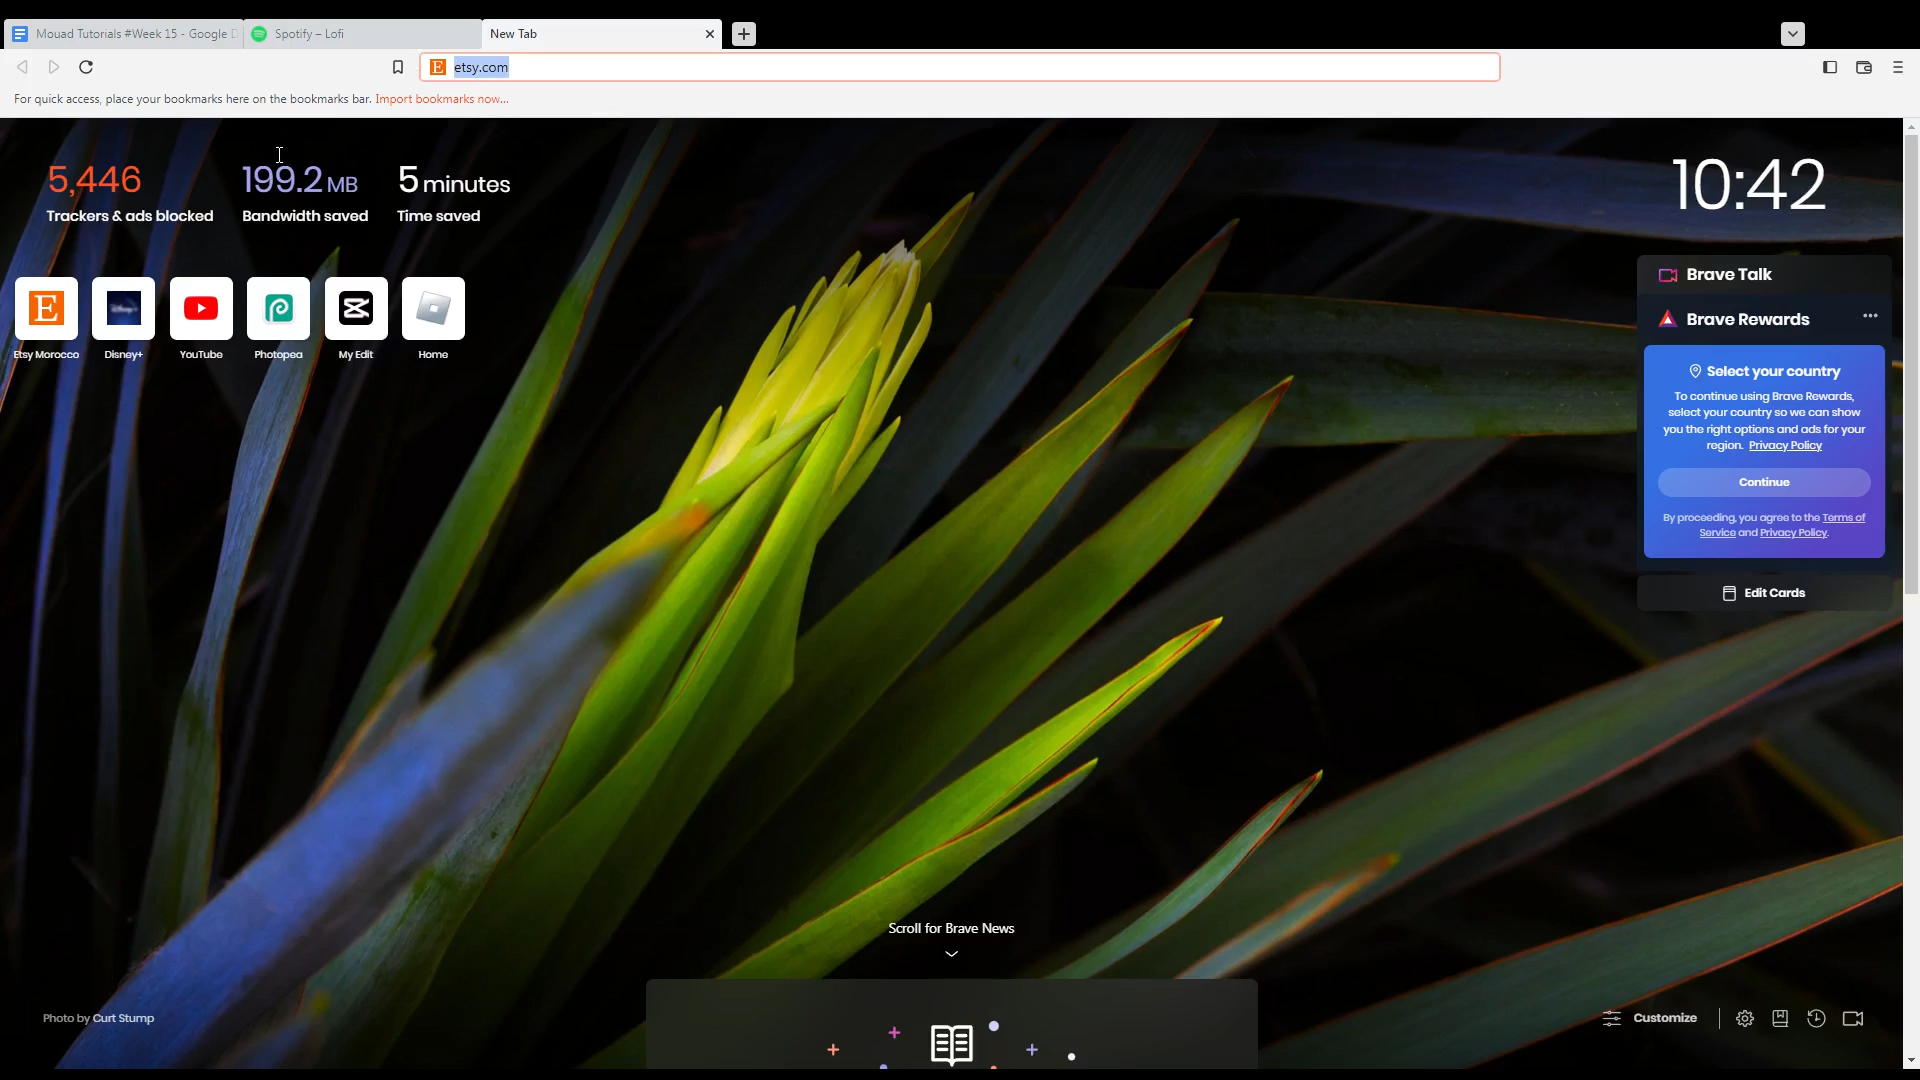 Mouad Tutorials #Week 15 - Google D
Spotify – Lofi
New Tab
etsy.com
For quick access, place your bookmarks here on the bookmarks bar. Import bookmarks now...
5,446
Trackers & ads blocked
199.2 MB
Bandwidth saved
5 minutes
Time saved
10:42
E
Etsy Morocco
Disney+
YouTube
Photopea
My Edit
Home
Brave Talk
Brave Rewards
Select your country
To continue using Brave Rewards,
select your country so we can show
you the right options and ads for your
region. Privacy Policy
Continue
By proceeding, you agree to the Terms of
Service and Privacy Policy.
Edit Cards
Scroll for Brave News
Photo by Curt Stump
Customize